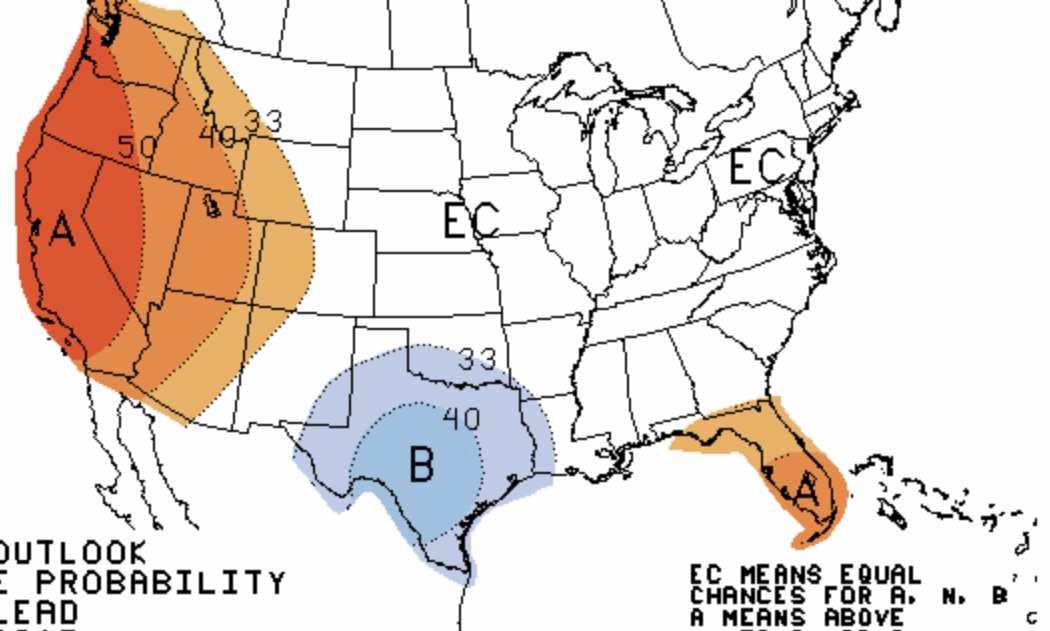 33
40
50
EC
A
EC
33
40
B
A
OUTLOOK
E PROBABILITY
LEAD
EC MEANS EQUAL
CHANCES FOR A, N, B
A MEANS ABOVE